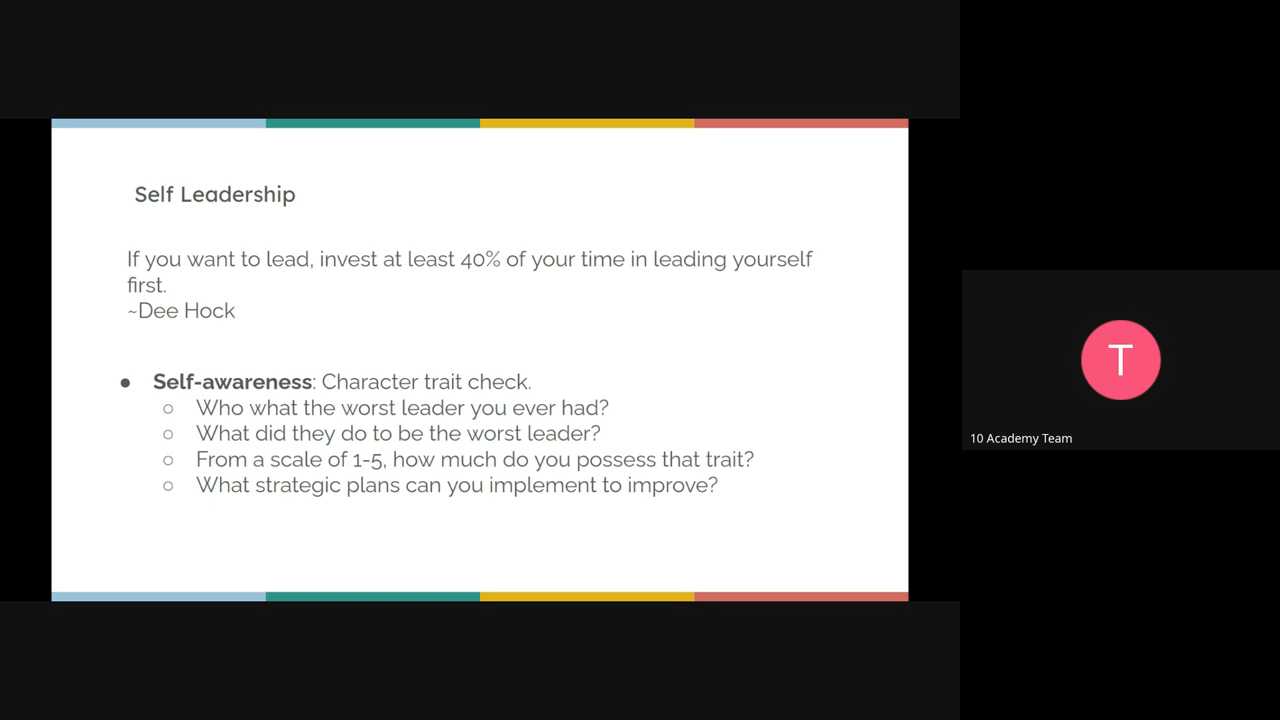 Self Leadership
If you want to lead, invest at least 40% of your time in leading yourself
first.
~Dee Hock
● Self-awareness: Character trait check.
○ Who what the worst leader you ever had?
○ What did they do to be the worst leader?
○ From a scale of 1-5, how much do you possess that trait?
○ What strategic plans can you implement to improve?
T
10 Academy Team